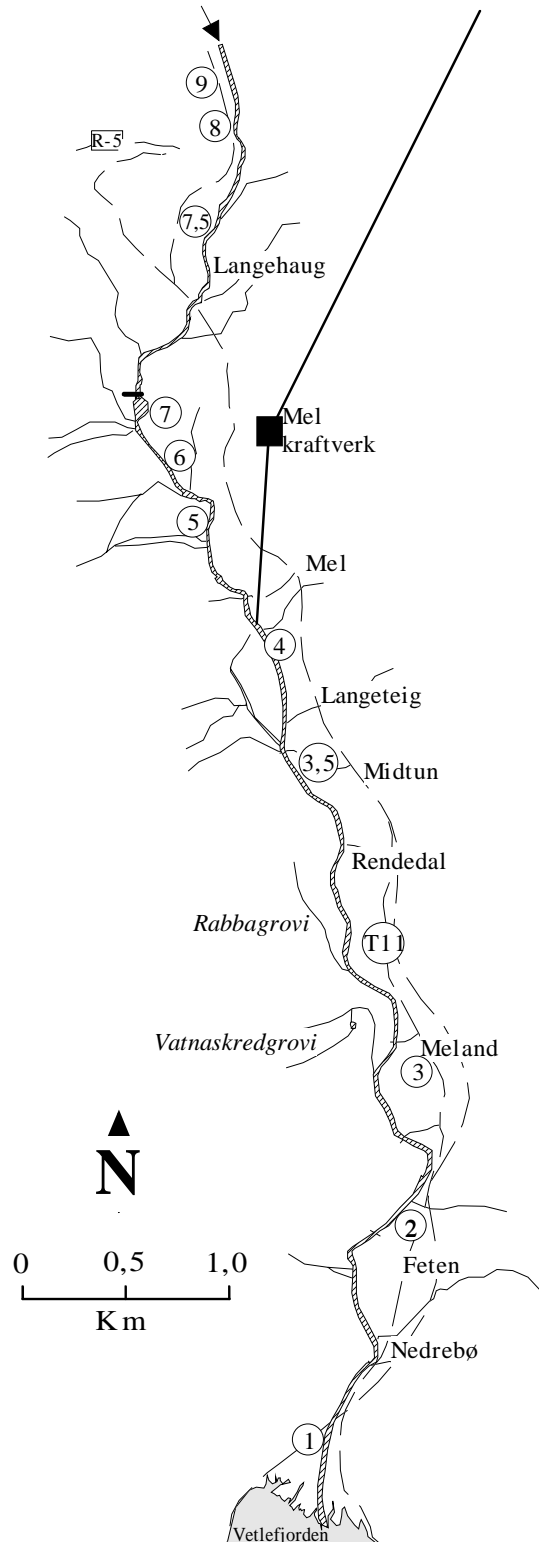 9
8
R-5
7,5
Langehaug
7
Mel
kraftverk
6
5
Mel
4
Langeteig
3,5
Midtun
Rendedal
Rabbagrovi
T11
Vatnaskredgrovi
Meland
3
N
2
0 0,5 1,0
Km
Feten
Nedrebø
1
Vetlefjorden